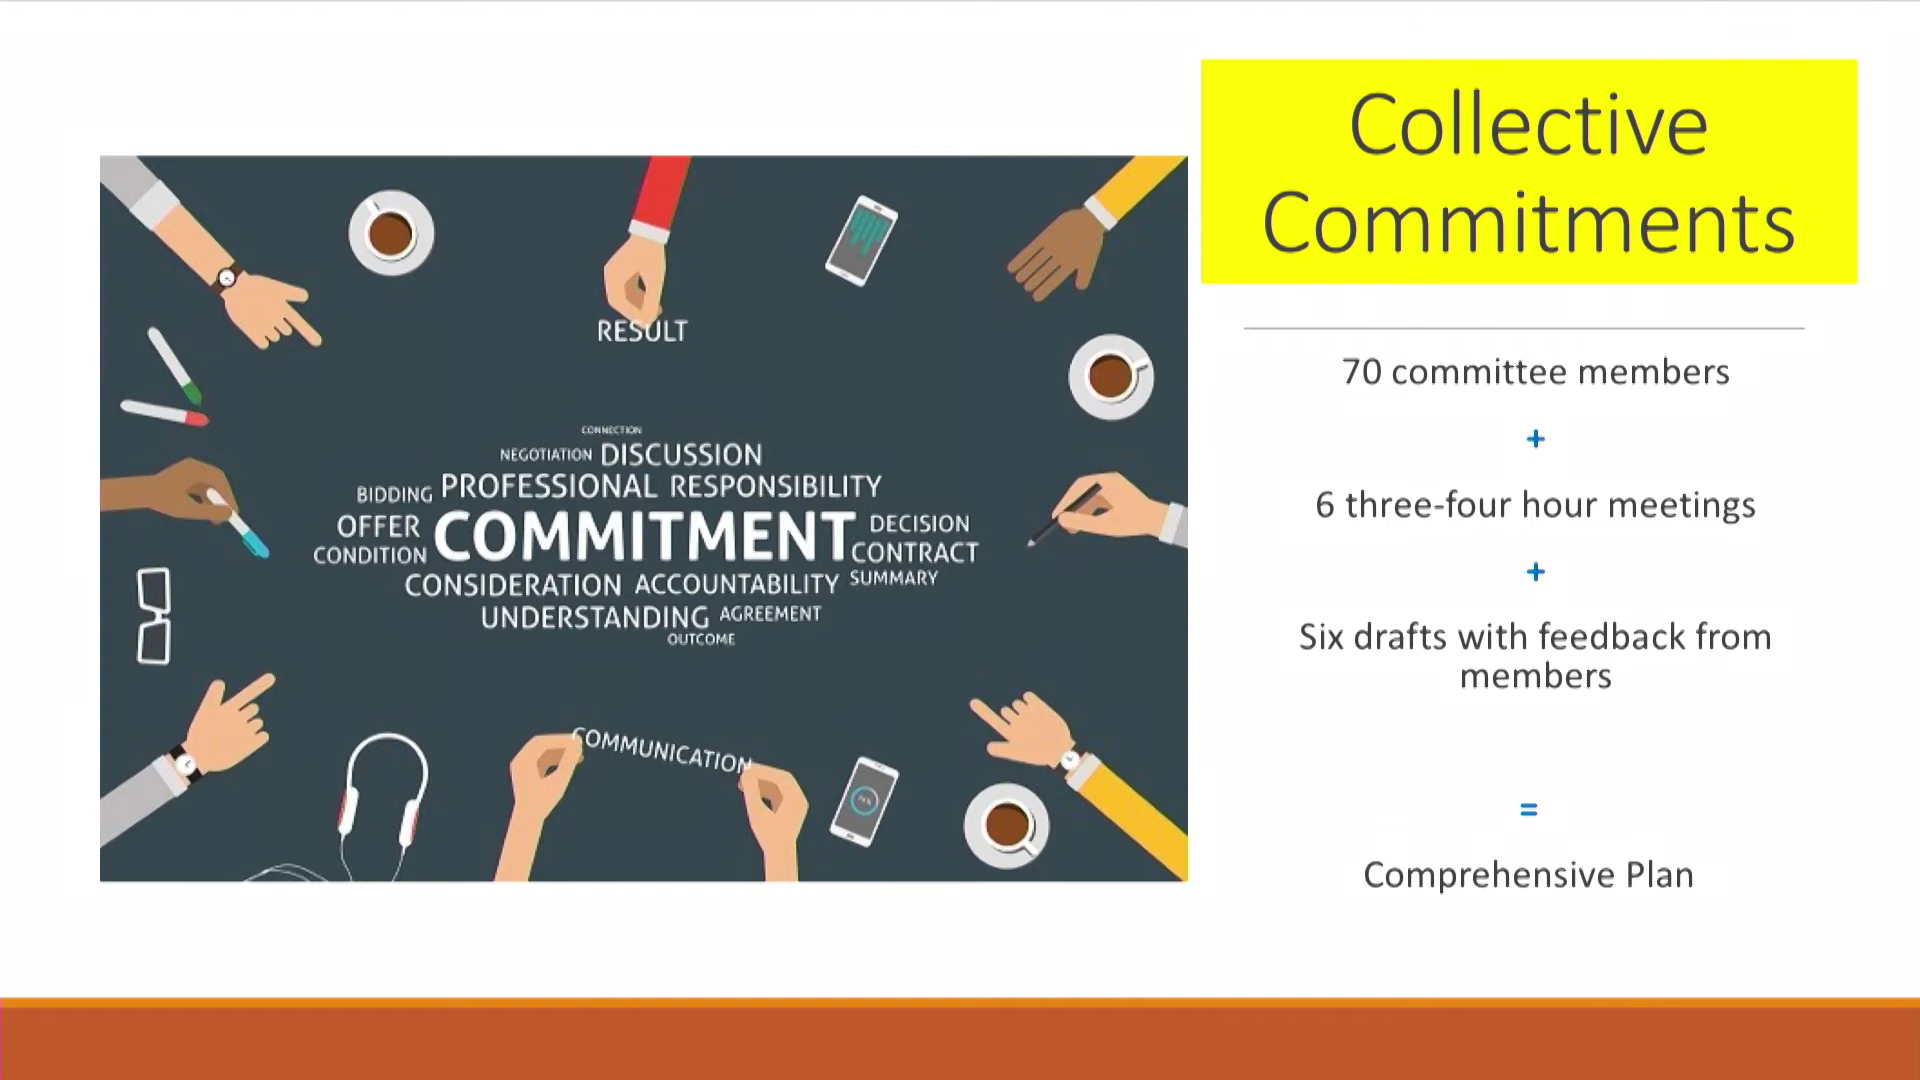 Collective
Commitments
70 committee members
+
6 three-four hour meetings
+
Six drafts with feedback from
members
=
Comprehensive Plan
RESULT
CONNECTION
NEGOTIATION DISCUSSION
BIDDING PROFESSIONAL RESPONSIBILITY
OFFER COMMITMENT DECISION
CONDITION CONTRACT
CONSIDERATION ACCOUNTABILITY SUMMARY
UNDERSTANDING AGREEMENT
OUTCOME
COMMUNICATION